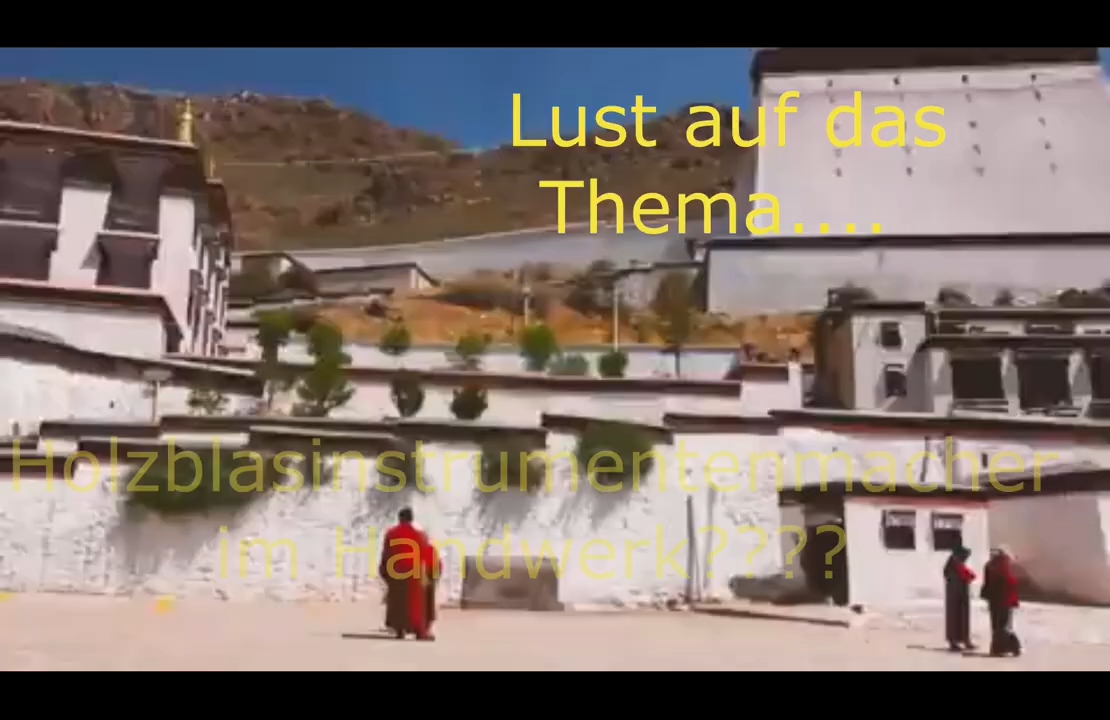 Lust auf das
Thema....
Holzblasinstrumentenmacher
im Handwerk????